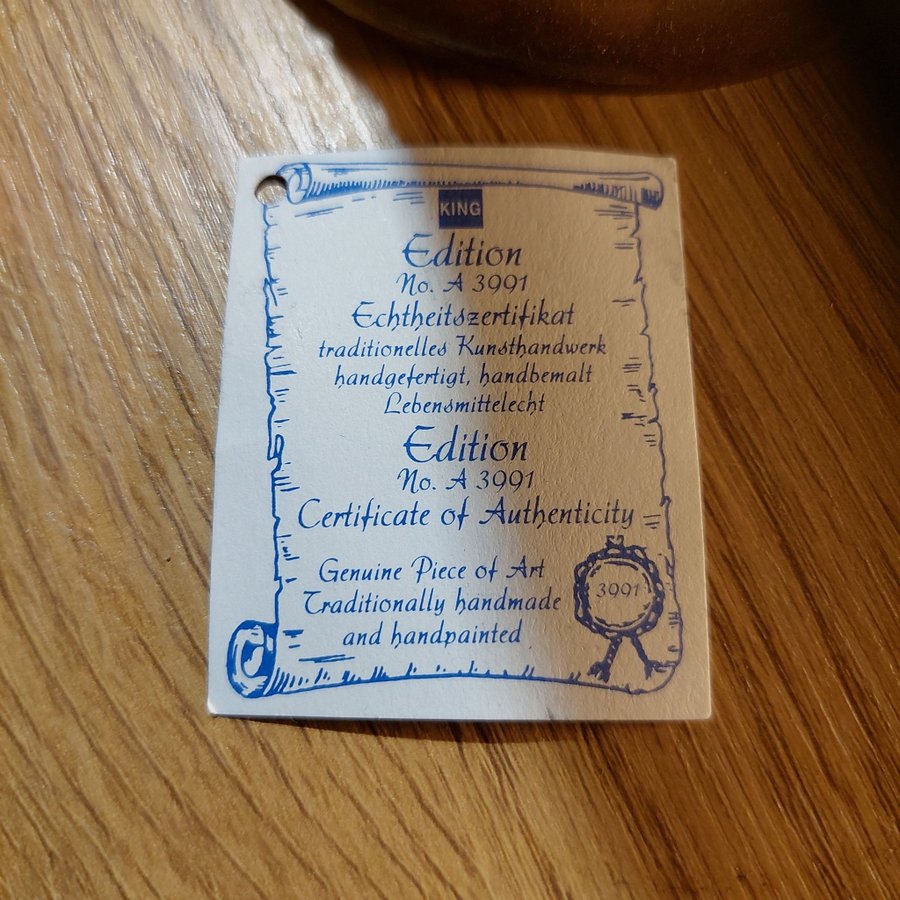 KING
Edition
No. A 3991
Echtheitszertifikat
traditionelles Kunsthandwerk
handgefertigt, handbemalt
Lebensmittelecht
Edition
No. A 3991
Certificate of Authenticity
Genuine Piece of Art
Traditionally handmade
and handpainted
3991